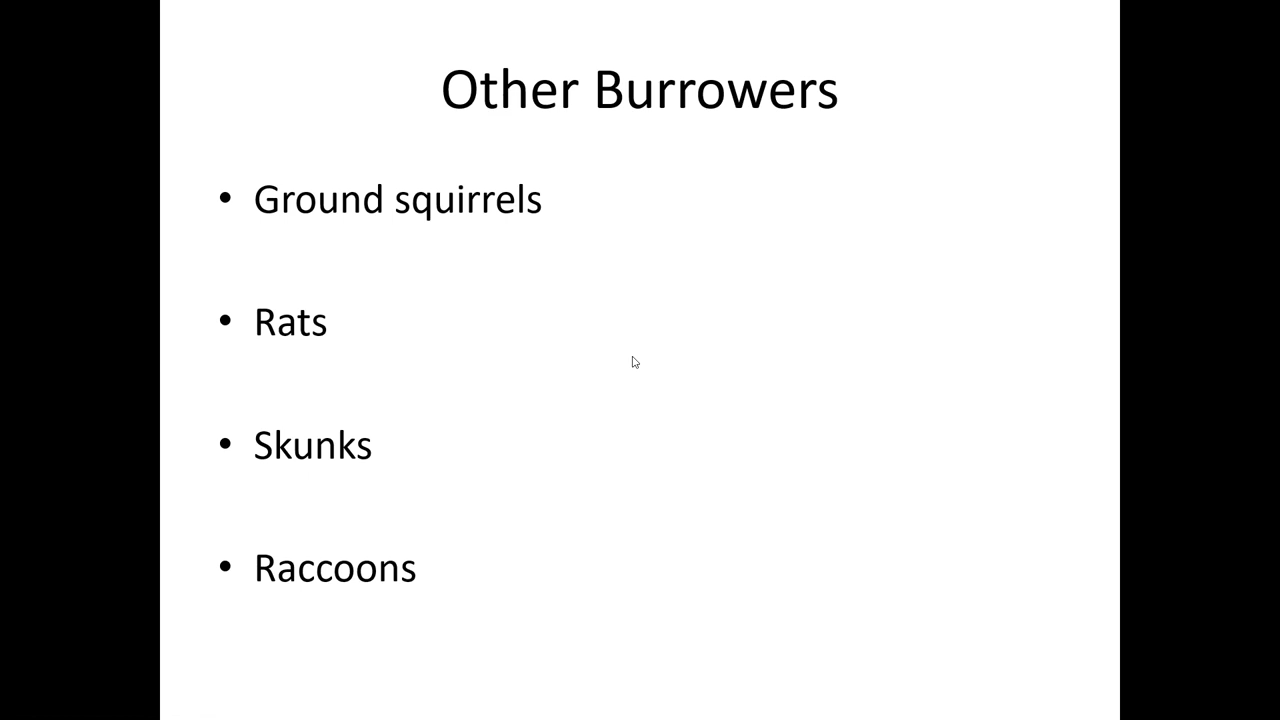 Other Burrowers
• Ground squirrels
• Rats
• Skunks
• Raccoons